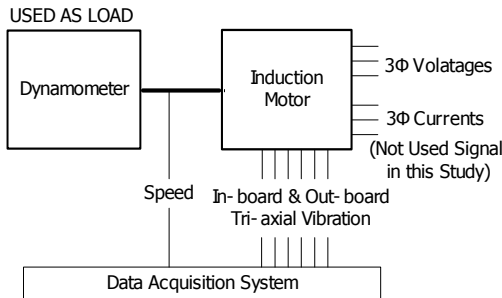 USED AS LOAD
Dynamometer
Induction
Motor
3Φ Volatages
3Φ Currents
(Not Used Signal
in this Study)
Speed
In- board & Out- board
Tri- axial Vibration
Data Acquisition System